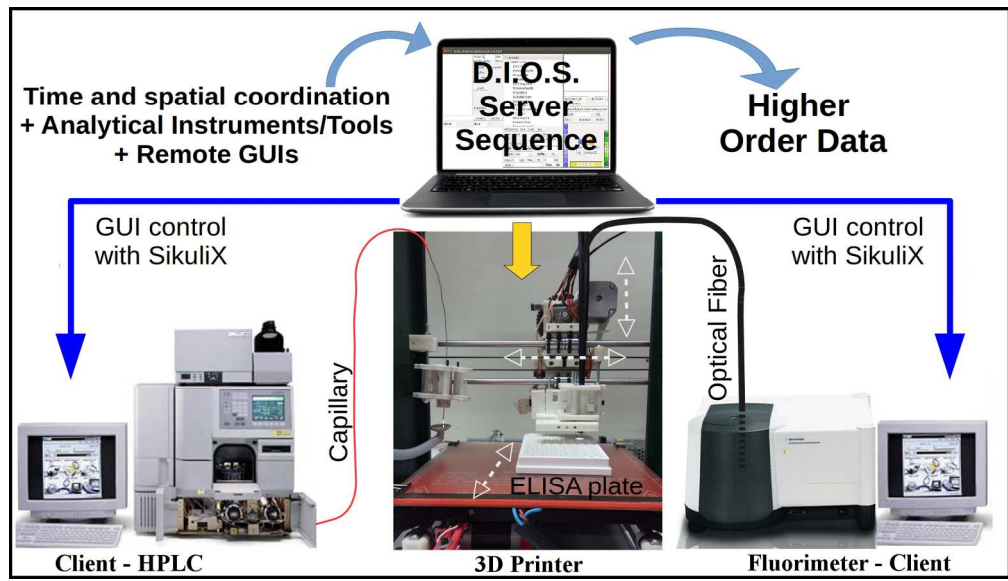 Time and spatial coordination
+ Analytical Instruments/Tools
+ Remote GUIs
D.I.O.S.
Server
Sequence
Higher
Order Data
GUI control
with SikuliX
GUI control
with SikuliX
Capillary
Optical Fiber
ELISA plate
Client - HPLC
3D Printer
Fluorimeter - Client